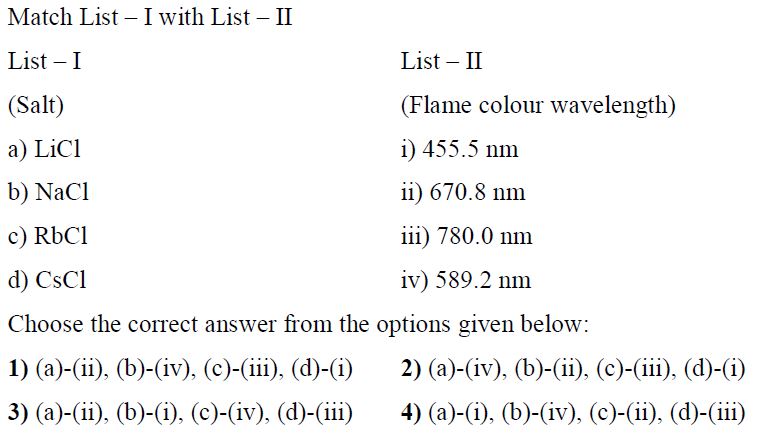 Match List – I with List – II
List – I List – II
(Salt) (Flame colour wavelength)
a) LiCl i) 455.5 nm
b) NaCl ii) 670.8 nm
c) RbCl iii) 780.0 nm
d) CsCl iv) 589.2 nm
Choose the correct answer from the options given below:
1) (a)-(ii), (b)-(iv), (c)-(iii), (d)-(i) 2) (a)-(iv), (b)-(ii), (c)-(iii), (d)-(i)
3) (a)-(ii), (b)-(i), (c)-(iv), (d)-(iii) 4) (a)-(i), (b)-(iv), (c)-(ii), (d)-(iii)